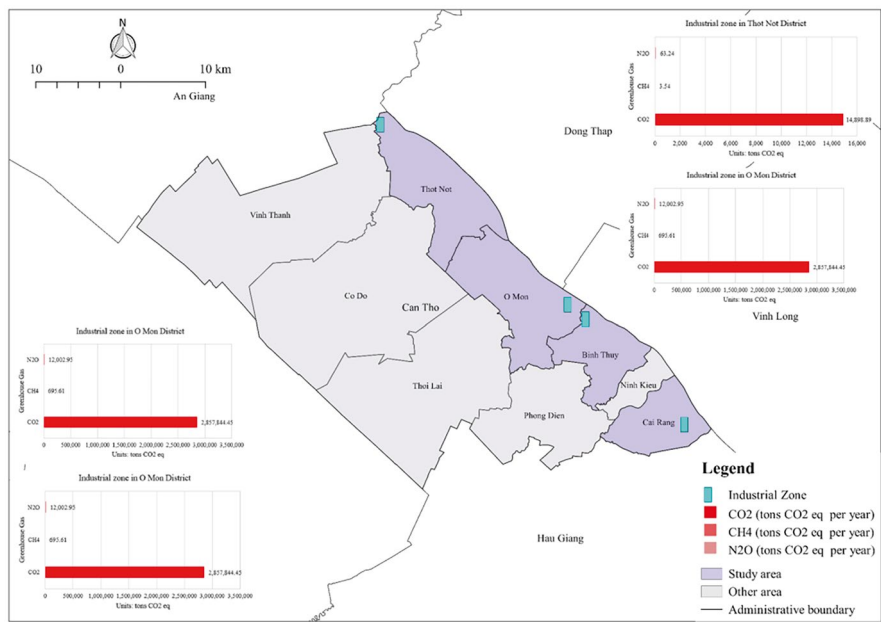 N
10 0 10 km
An Giang
Dong Thap
Vinh Long
Hau Giang
Can Tho
Thot Not
Vinh Thanh
Co Do
O Mon
Thoi Lai
Binh Thuy
Ninh Kieu
Phong Dien
Cai Rang
Industrial zone in Thot Not District
Greenhouse Gas
N2O 65.24
CH4 3.54
CO2 14,898.89
0 2,000 4,000 6,000 8,000 10,000 12,000 14,000 16,000
Units: tons CO2 eq
Industrial zone in O Mon District
Greenhouse Gas
N2O 12,002.95
CH4 695.61
CO2 2,857,844.45
0 500,000 1,000,000 1,500,000 2,000,000 2,500,000 3,000,000 3,500,000
Units: tons CO2 eq
Industrial zone in O Mon District
Greenhouse Gas
N2O 12,002.95
CH4 695.61
CO2 2,857,844.45
0 500,000 1,000,000 1,500,000 2,000,000 2,500,000 3,000,000 3,500,000
Units: tons CO2 eq
Industrial zone in O Mon District
Greenhouse Gas
N2O 12,002.95
CH4 695.61
CO2 2,857,844.45
0 500,000 1,000,000 1,500,000 2,000,000 2,500,000 3,000,000 3,500,000
Units: tons CO2 eq
Legend
Industrial Zone
CO2 (tons CO2 eq per year)
CH4 (tons CO2 eq per year)
N2O (tons CO2 eq per year)
Study area
Other area
Administrative boundary